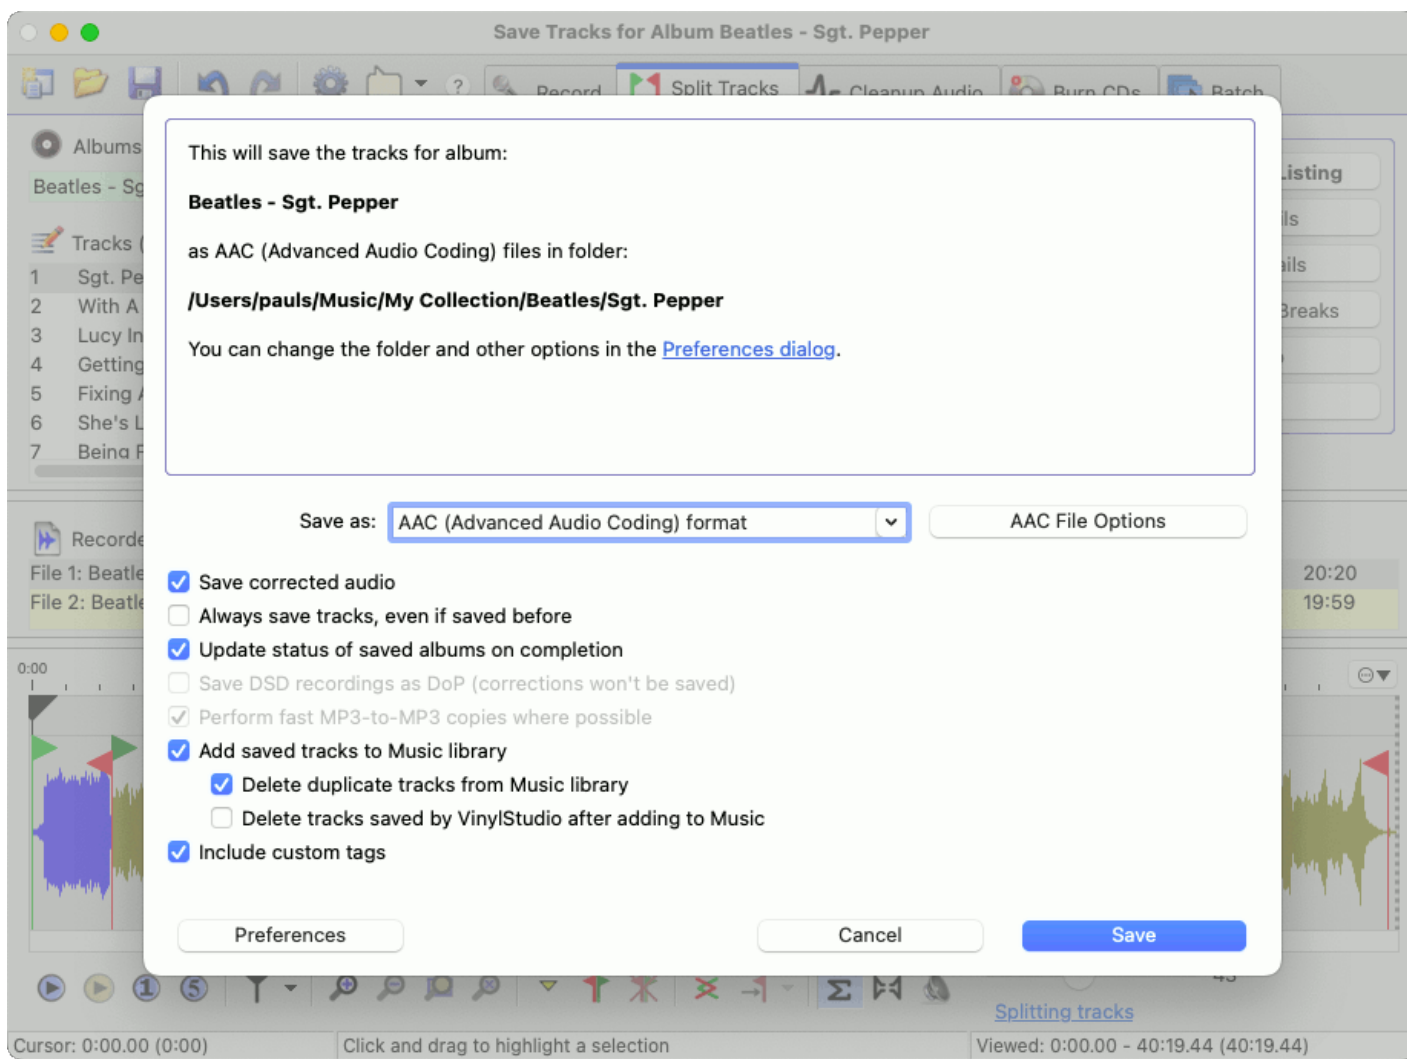 Save Tracks for Album Beatles - Sgt. Pepper
? Record Split Tracks Cleanup Audio Burn CDs Batch
Albums
Beatles - Sg
Tracks (
1 Sgt. Pe
2 With A
3 Lucy In
4 Getting
5 Fixing
6 She's L
7 Being F
Listing
ils
ails
Breaks
This will save the tracks for album:
Beatles - Sgt. Pepper
as AAC (Advanced Audio Coding) files in folder:
/Users/pauls/Music/My Collection/Beatles/Sgt. Pepper
You can change the folder and other options in the Preferences dialog.
Save as: AAC (Advanced Audio Coding) format AAC File Options
Recorde
File 1: Beatle 20:20
File 2: Beatle 19:59
Save corrected audio
Always save tracks, even if saved before
Update status of saved albums on completion
Save DSD recordings as DoP (corrections won't be saved)
Perform fast MP3-to-MP3 copies where possible
Add saved tracks to Music library
Delete duplicate tracks from Music library
Delete tracks saved by VinylStudio after adding to Music
Include custom tags
0:00
Preferences Cancel Save
1 5
Splitting tracks
Cursor: 0:00.00 (0:00) Click and drag to highlight a selection Viewed: 0:00.00 - 40:19.44 (40:19.44)